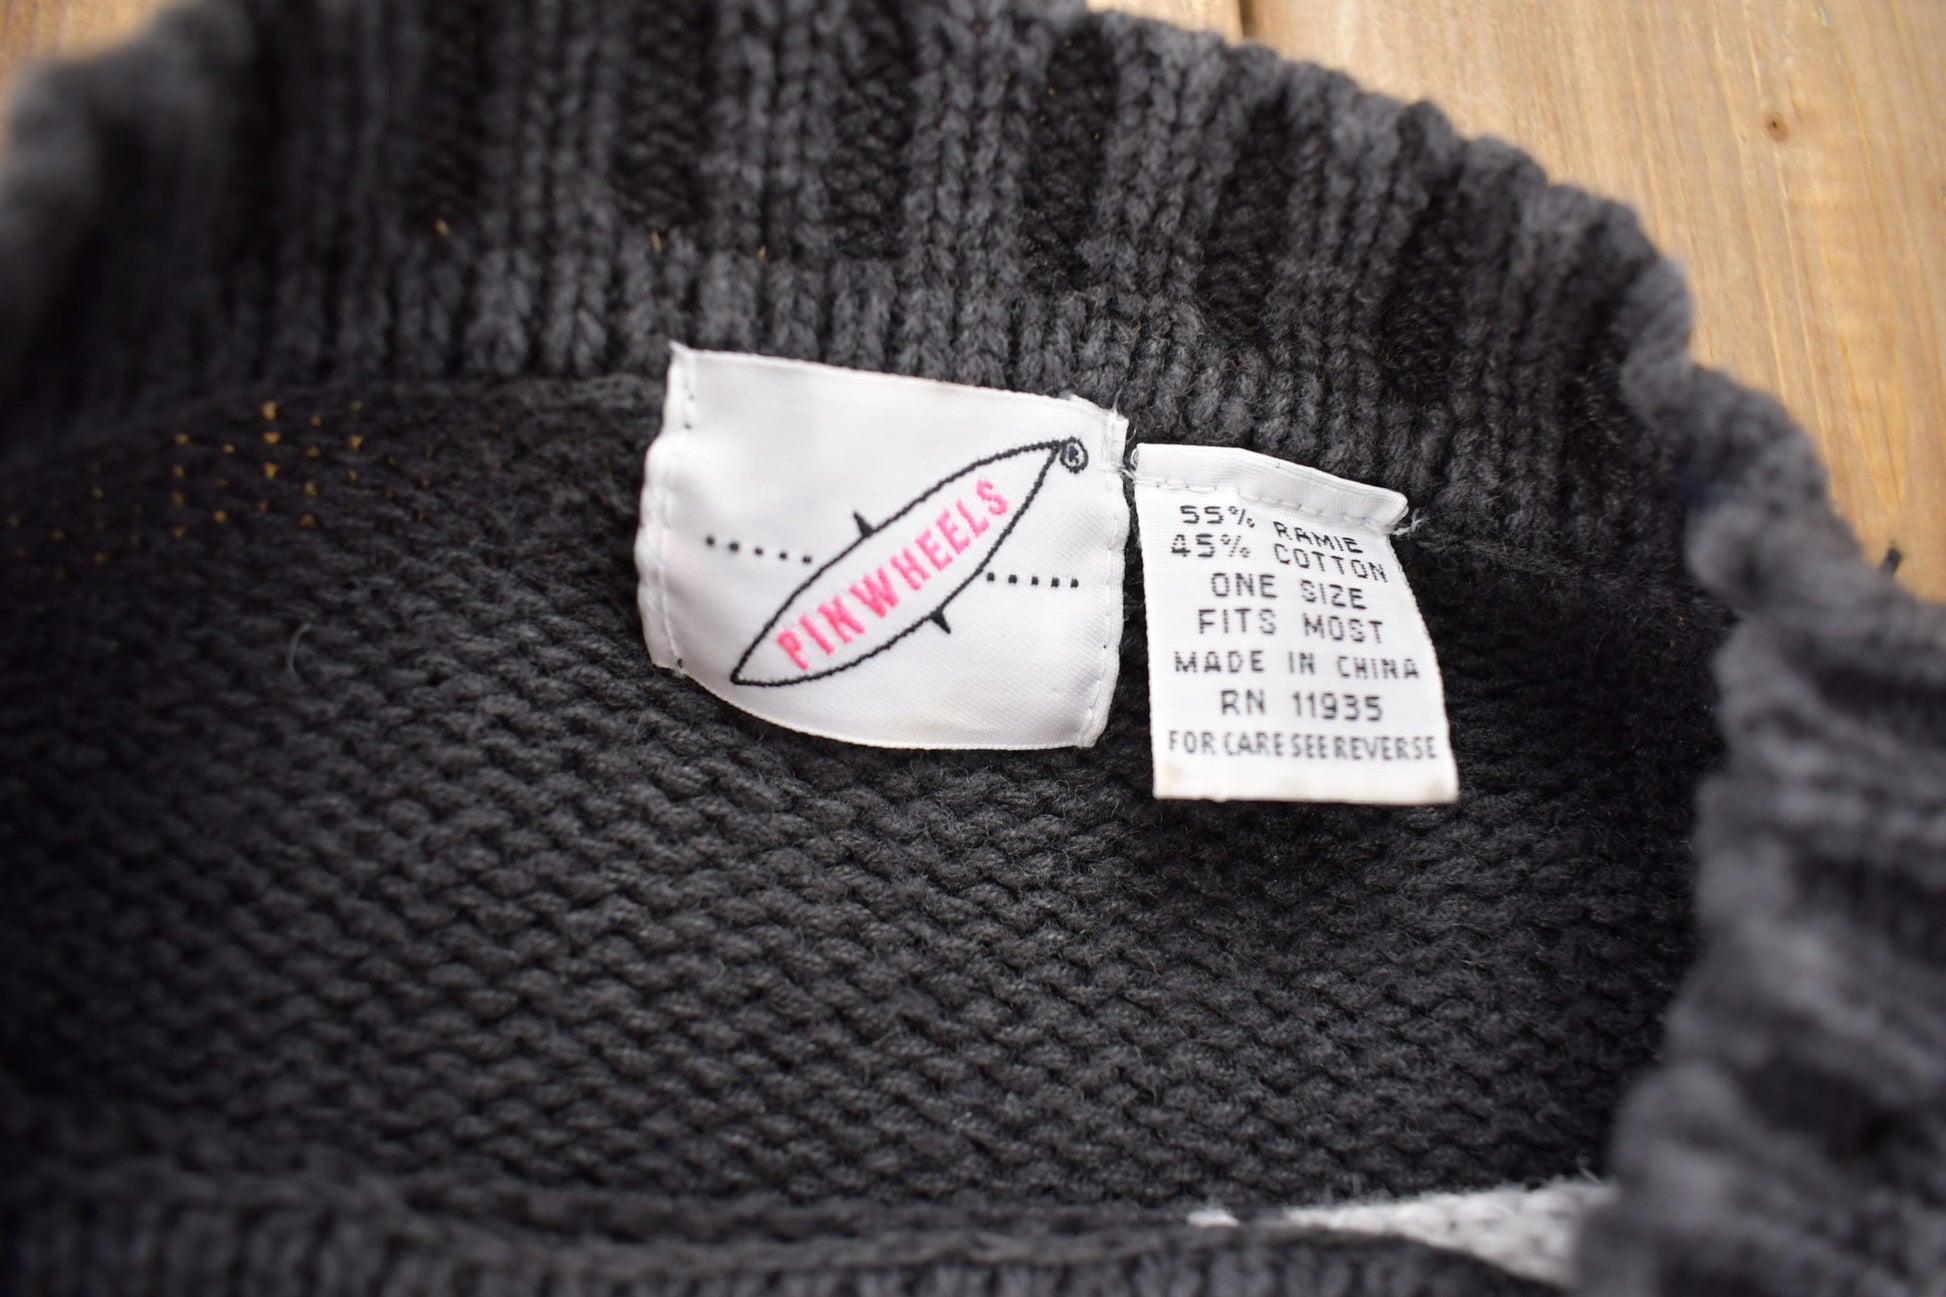 PINWHEELS ®
55% RAMIE
45% COTTON
ONE SIZE
FITS MOST
MADE IN CHINA
RN 11935
FOR CARE SEE REVERSE